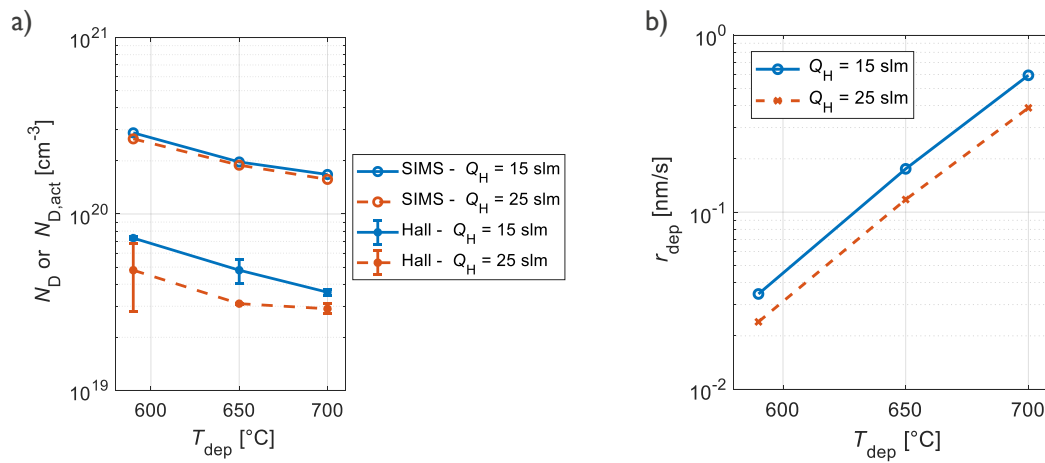 a)
10^21
10^20
10^19
N_D or N_D,act [cm^-3]
600 650 700
T_dep [°C]
SIMS - Q_H = 15 slm
SIMS - Q_H = 25 slm
Hall - Q_H = 15 slm
Hall - Q_H = 25 slm
b)
10^0
10^-1
10^-2
r_dep [nm/s]
Q_H = 15 slm
Q_H = 25 slm
600 650 700
T_dep [°C]